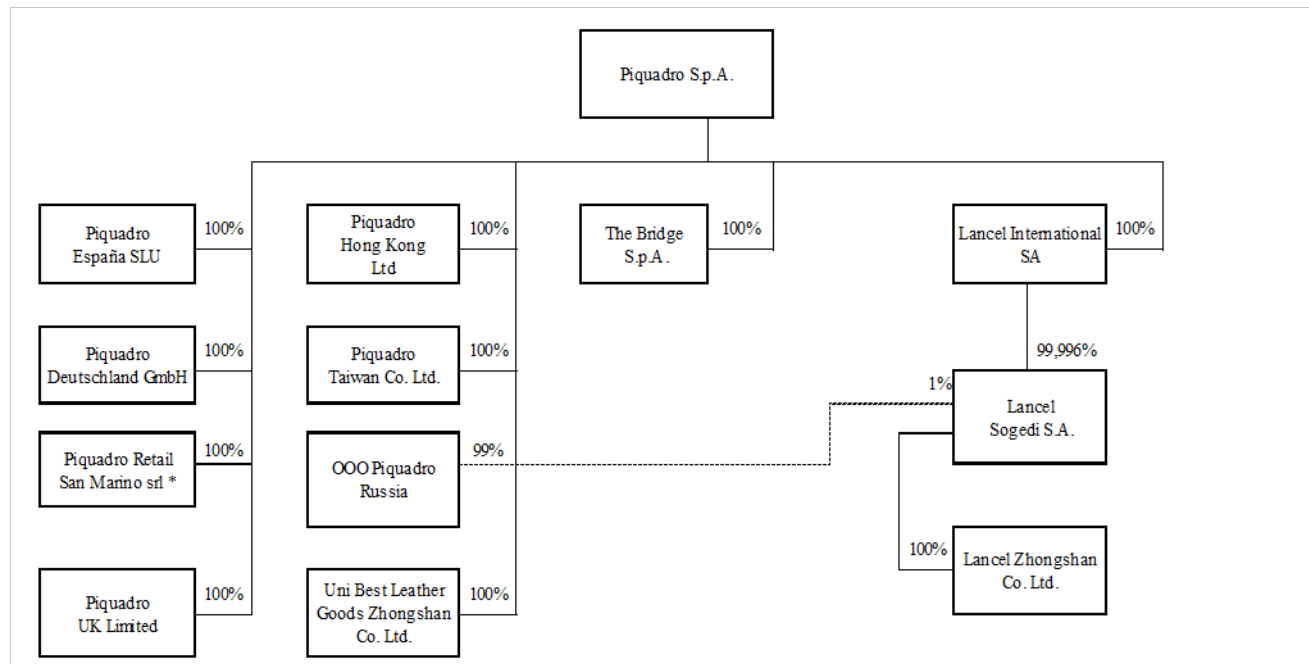 Piquadro S.p.A.
Piquadro
España SLU
100%
Piquadro
Hong Kong
Ltd
100%
The Bridge
S.p.A.
100%
Lancel International
SA
100%
Piquadro
Deutschland GmbH
100%
Piquadro
Taiwan Co. Ltd.
100%
99,996%
1%
Lancel
Sogedi S.A.
Piquadro Retail
San Marino srl *
100%
OOO Piquadro
Russia
99%
Piquadro
UK Limited
100%
Uni Best Leather
Goods Zhongshan
Co. Ltd.
100%
100%
Lancel Zhongshan
Co. Ltd.